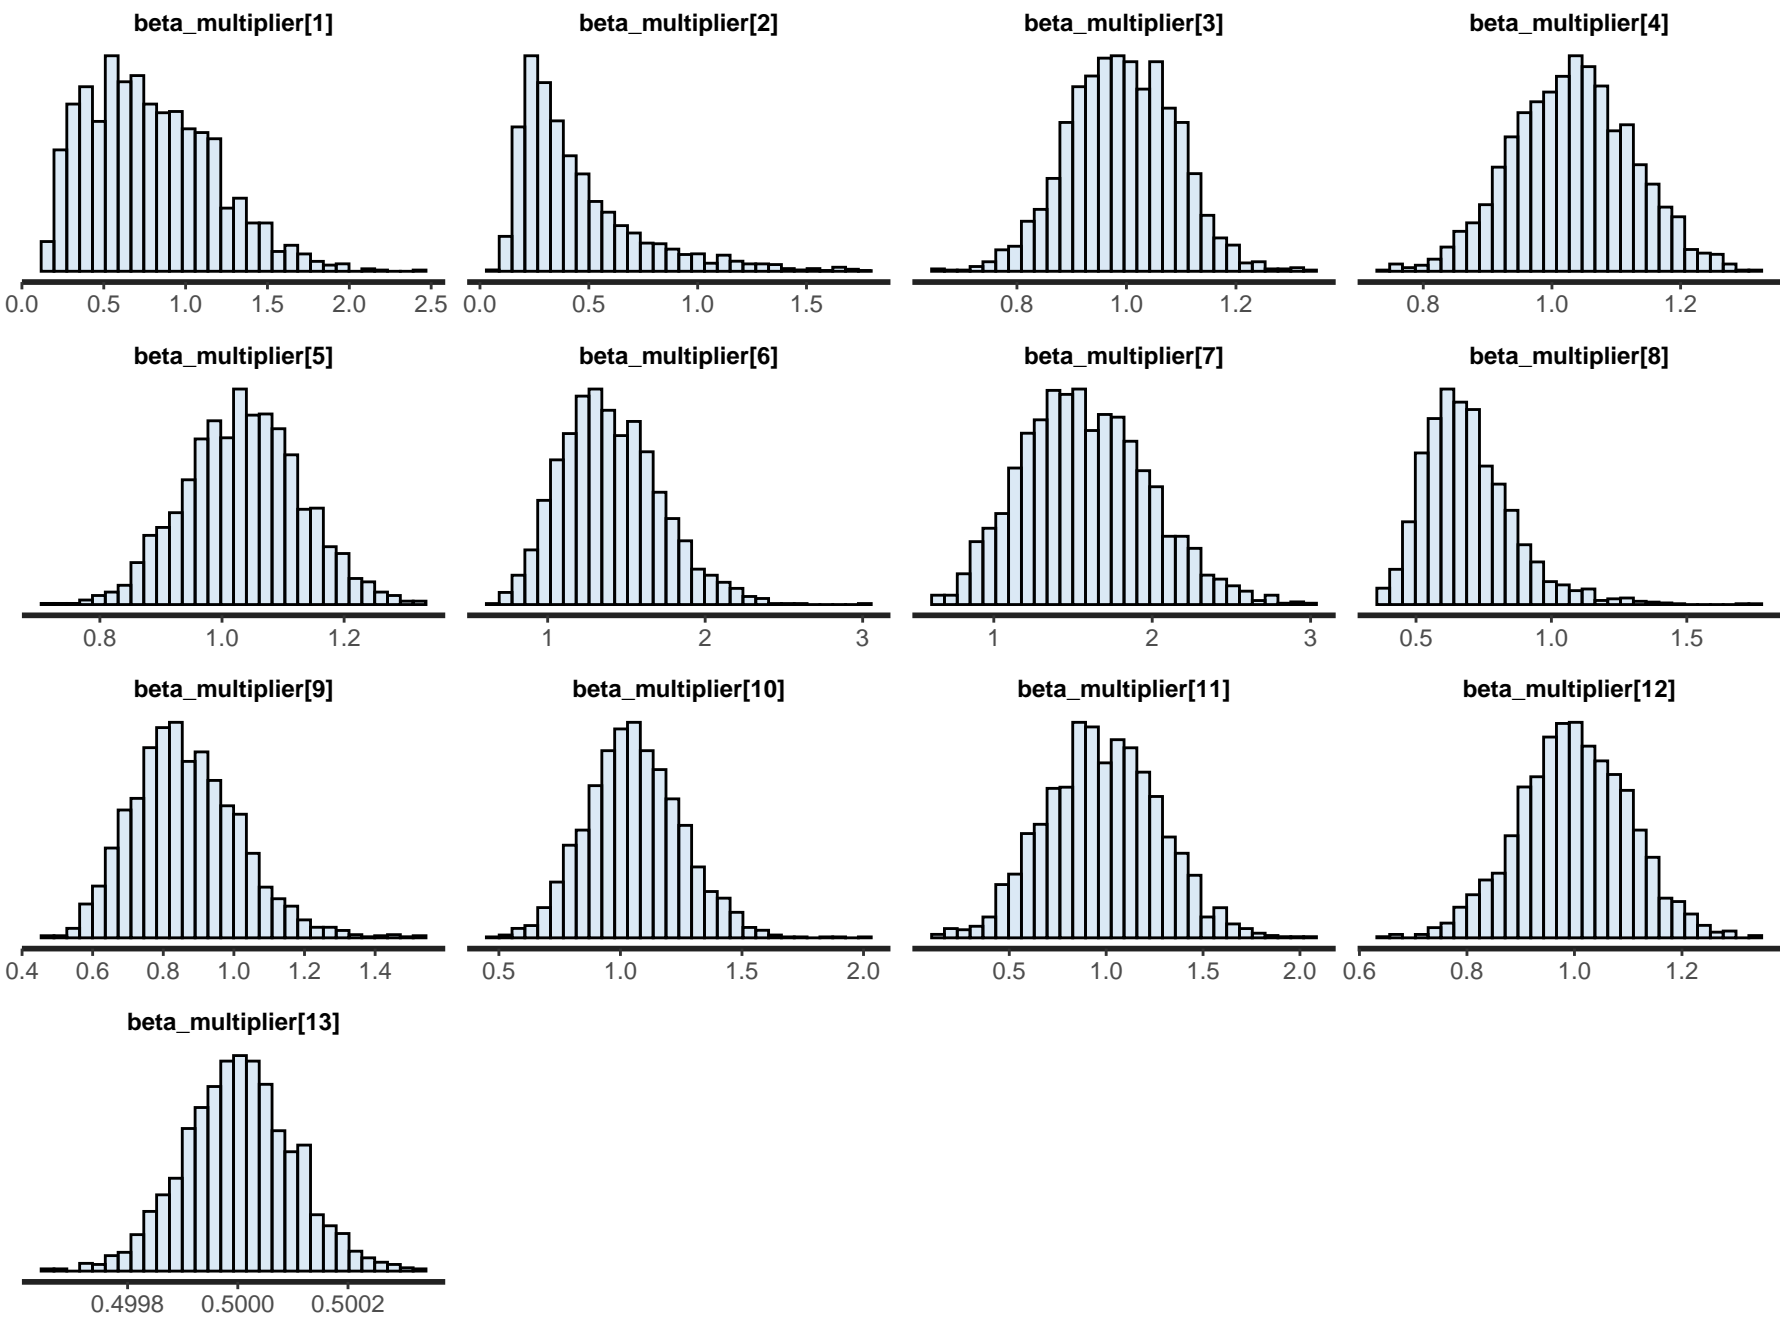 beta_multiplier[1] beta_multiplier[2] beta_multiplier[3] beta_multiplier[4]
0.0 0.5 1.0 1.5 2.0 2.5 0.0 0.5 1.0 1.5 0.8 1.0 1.2 0.8 1.0 1.2
beta_multiplier[5] beta_multiplier[6] beta_multiplier[7] beta_multiplier[8]
0.8 1.0 1.2 1 2 3 1 2 3 0.5 1.0 1.5
beta_multiplier[9] beta_multiplier[10] beta_multiplier[11] beta_multiplier[12]
0.4 0.6 0.8 1.0 1.2 1.4 0.5 1.0 1.5 2.0 0.5 1.0 1.5 2.0 0.6 0.8 1.0 1.2
beta_multiplier[13]
0.4998 0.5000 0.5002